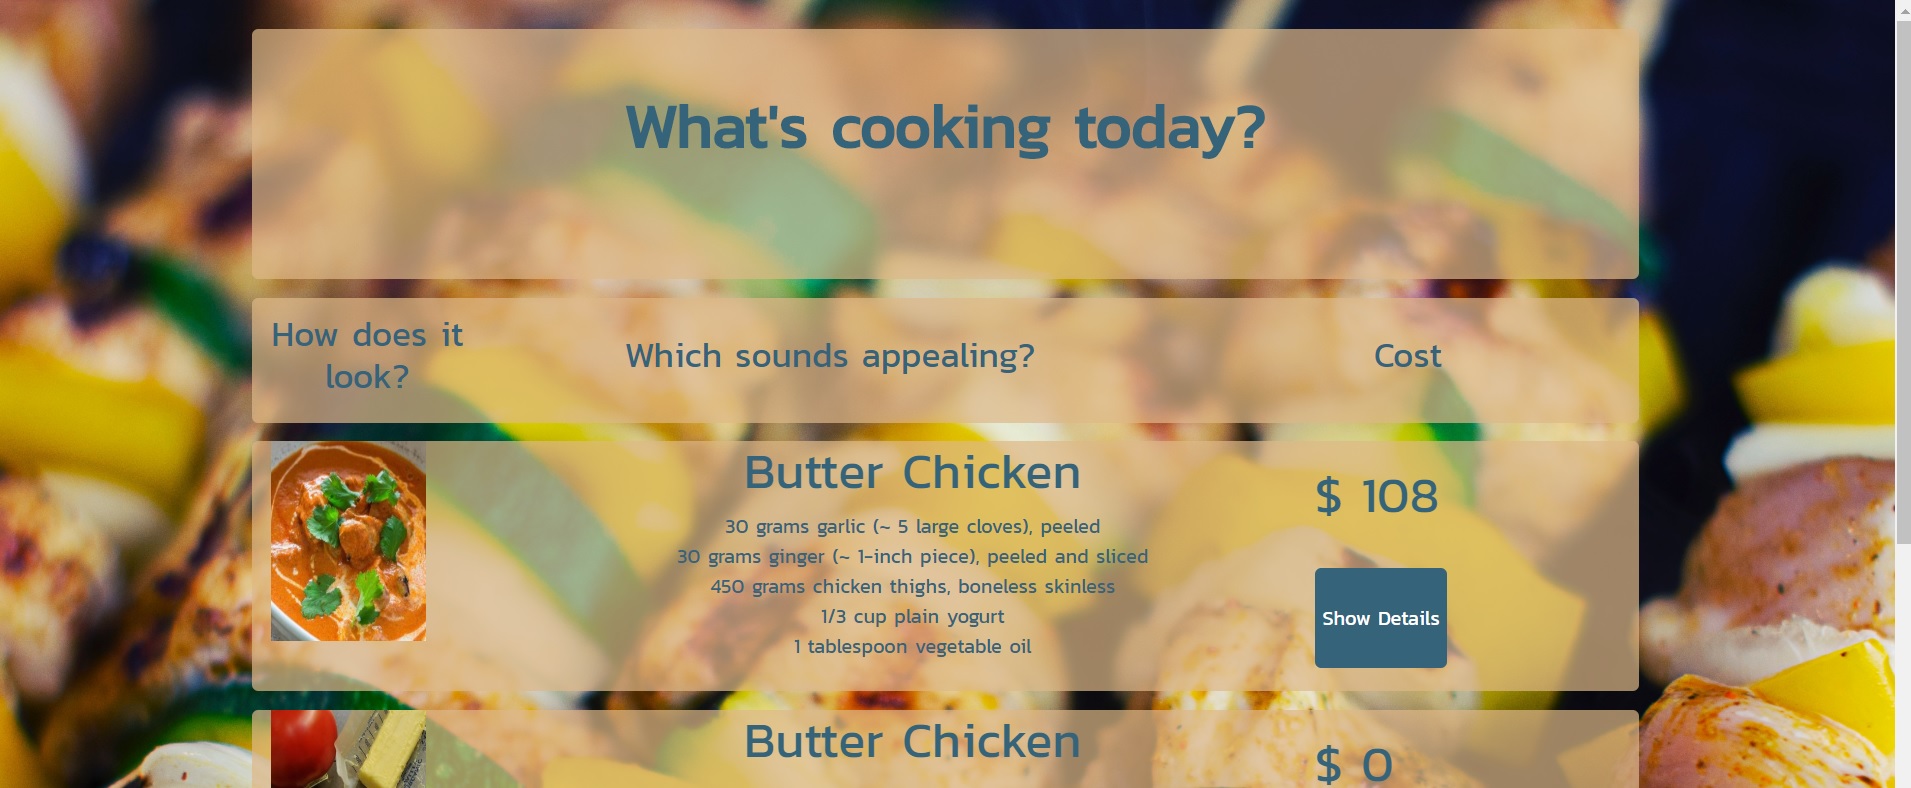 What's cooking today?
How does it
look?
Which sounds appealing?
Cost
Butter Chicken
30 grams garlic (~ 5 large cloves), peeled
30 grams ginger (~ 1-inch piece), peeled and sliced
450 grams chicken thighs, boneless skinless
1/3 cup plain yogurt
1 tablespoon vegetable oil
$ 108
Show Details
Butter Chicken
$ 0